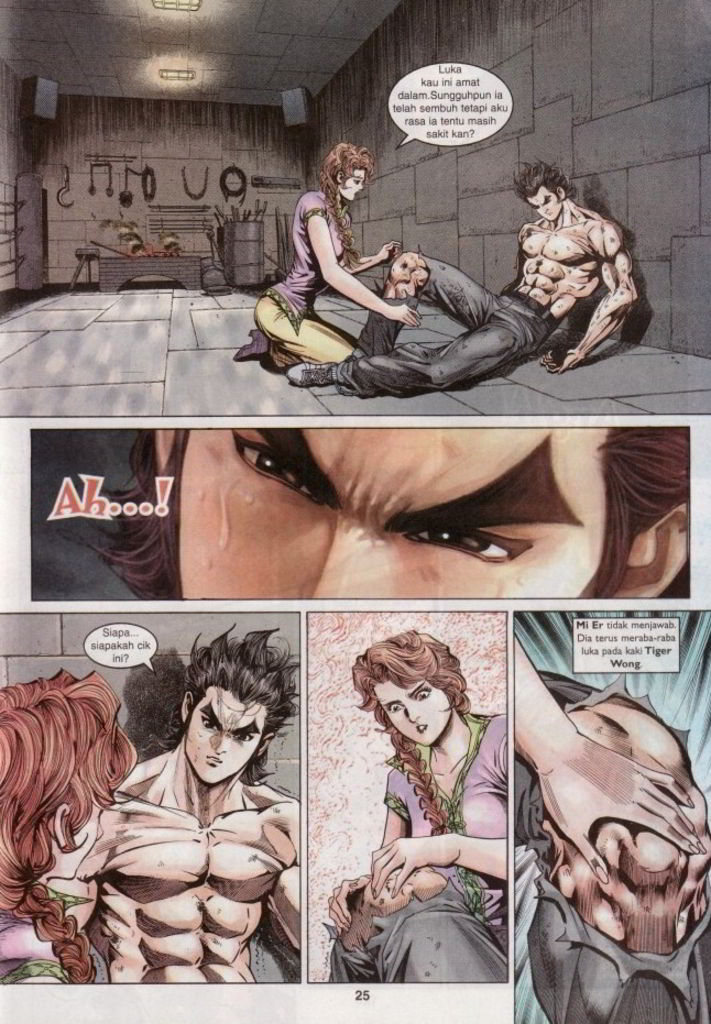 Luka
kau ini amat
dalam.Sungguhpun ia
telah sembuh tetapi aku
rasa ia tentu masih
sakit kan?
Ah...!
Siapa...
siapakah cik
ini?
Mi Er tidak menjawab.
Dia terus meraba-raba
luka pada kaki Tiger
Wong.
25